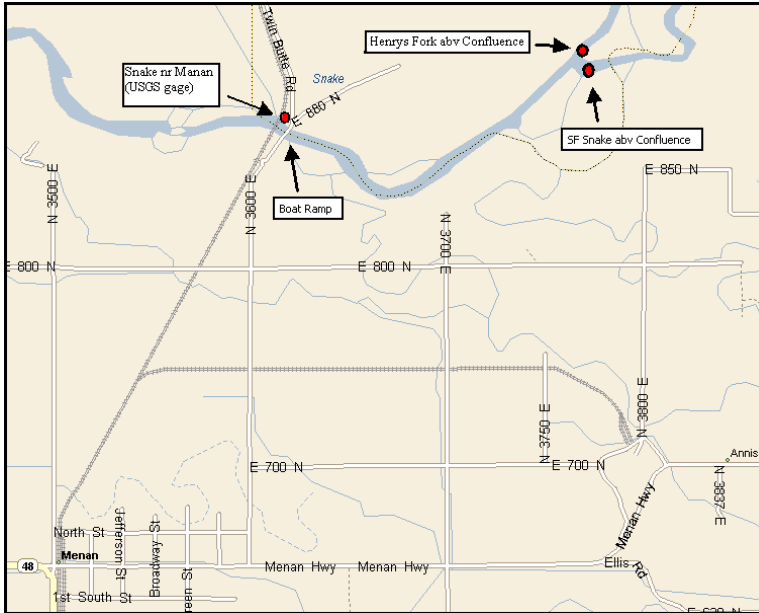 Henrys Fork abv Confluence
Twin Butte Rd
Snake nr Manan
(USGS gage)
Snake
E 880 N
SF Snake abv Confluence
E 850 N
N 3500 E
N 3600 E
Boat Ramp
N 3700 E
E 800 N
E 800 N
N 3750 E
N 3800 E
E 700 N
E 700 N
Annis
N 3837 E
Menan Hwy
North St
Jefferson St
Broadway St
Menan
48
Menan Hwy
Menan Hwy
Ellis Rd
1st South St
reen St